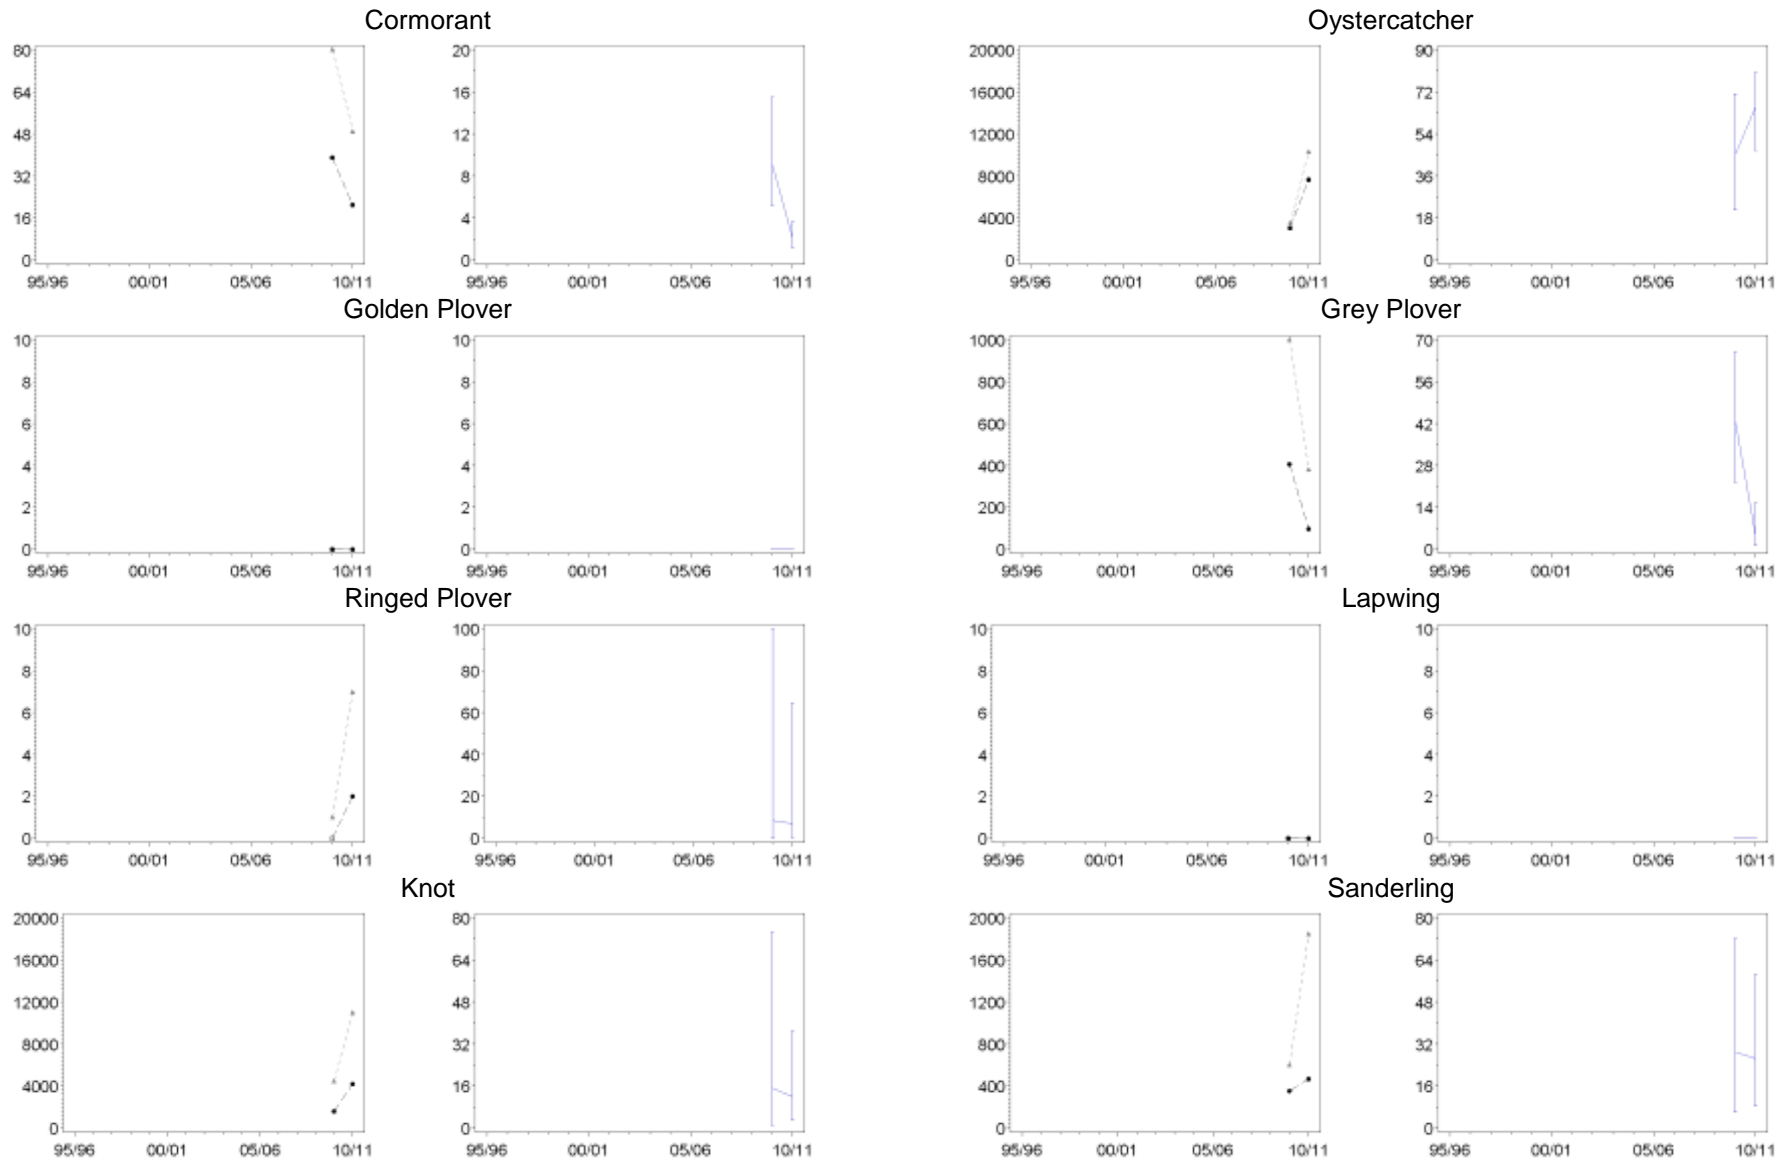 Cormorant Oystercatcher
80 20 20000 90
64 16 16000 72
48 12 12000 54
32 8 8000 36
16 4 4000 18
0 0 0 0
95/96 00/01 05/06 10/11 95/96 00/01 05/06 10/11 95/96 00/01 05/06 10/11 95/96 00/01 05/06 10/11
Golden Plover Grey Plover
10 10 1000 70
8 8 800 56
6 6 600 42
4 4 400 28
2 2 200 14
0 0 0 0
95/96 00/01 05/06 10/11 95/96 00/01 05/06 10/11 95/96 00/01 05/06 10/11 95/96 00/01 05/06 10/11
Ringed Plover Lapwing
10 100 10 10
8 80 8 8
6 60 6 6
4 40 4 4
2 20 2 2
0 0 0 0
95/96 00/01 05/06 10/11 95/96 00/01 05/06 10/11 95/96 00/01 05/06 10/11 95/96 00/01 05/06 10/11
Knot Sanderling
20000 80 2000 80
16000 64 1600 64
12000 48 1200 48
8000 32 800 32
4000 16 400 16
0 0 0 0
95/96 00/01 05/06 10/11 95/96 00/01 05/06 10/11 95/96 00/01 05/06 10/11 95/96 00/01 05/06 10/11